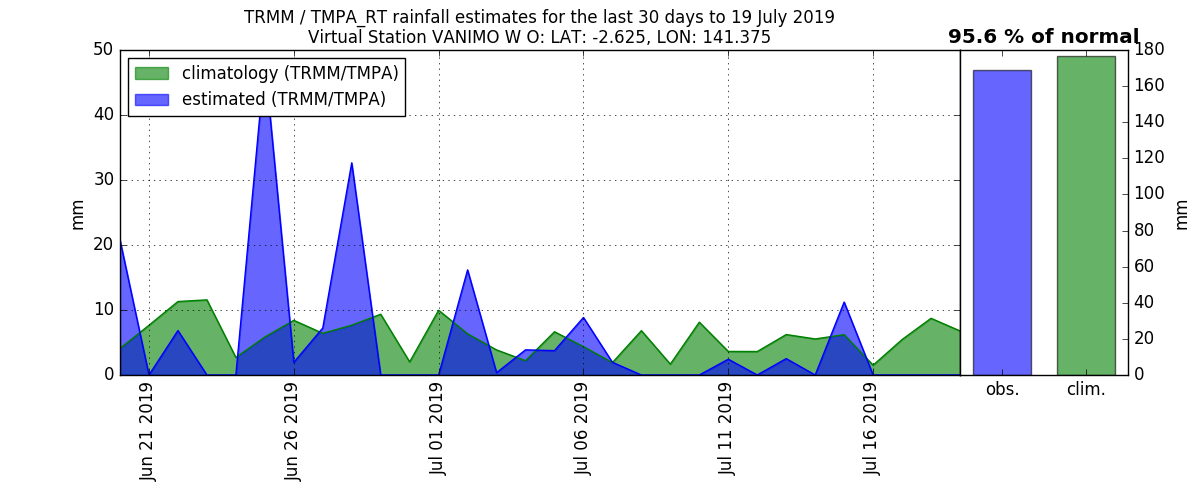 TRMM / TMPA_RT rainfall estimates for the last 30 days to 19 July 2019
Virtual Station VANIMO W O: LAT: -2.625, LON: 141.375
95.6 % of normal
climatology (TRMM/TMPA)
estimated (TRMM/TMPA)
50
40
30
20
10
0
mm
Jun 21 2019
Jun 26 2019
Jul 01 2019
Jul 06 2019
Jul 11 2019
Jul 16 2019
obs.
clim.
180
160
140
120
100
80
60
40
20
0
mm